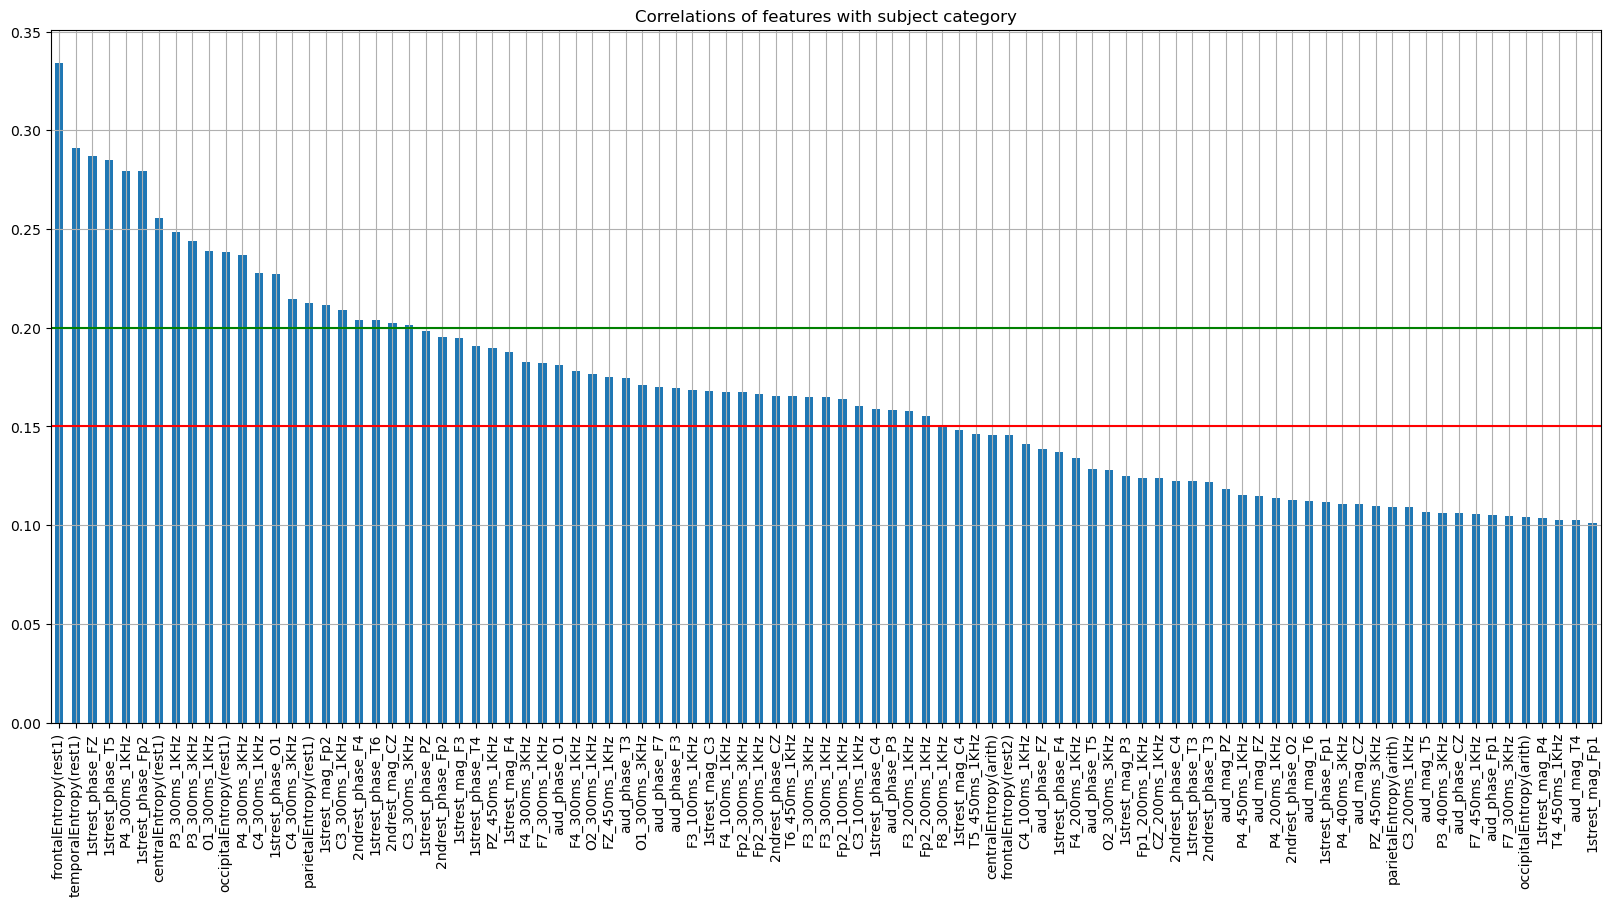 Correlations of features with subject category
0.35
0.30
0.25
0.20
0.15
0.10
0.05
0.00
frontalEntropy(rest1)
temporalEntropy(rest1)
1strest_phase_FZ
1strest_phase_T5
P4_300ms_1KHz
1strest_phase_Fp2
centralEntropy(rest1)
P3_300ms_1KHz
P3_300ms_3KHz
O1_300ms_1KHz
occipitalEntropy(rest1)
P4_300ms_3KHz
C4_300ms_1KHz
1strest_phase_O1
C4_300ms_3KHz
parietalEntropy(rest1)
1strest_mag_Fp2
C3_300ms_1KHz
2ndrest_phase_F4
1strest_phase_T6
2ndrest_mag_CZ
C3_300ms_3KHz
1strest_phase_PZ
2ndrest_phase_Fp2
1strest_mag_F3
1strest_phase_T4
PZ_450ms_1KHz
1strest_mag_F4
F4_300ms_3KHz
F7_300ms_1KHz
aud_phase_O1
F4_300ms_1KHz
O2_300ms_1KHz
FZ_450ms_1KHz
aud_phase_T3
O1_300ms_3KHz
aud_phase_F7
aud_phase_F3
F3_100ms_1KHz
1strest_mag_C3
F4_100ms_1KHz
Fp2_300ms_3KHz
Fp2_300ms_1KHz
2ndrest_phase_CZ
T6_450ms_1KHz
F3_300ms_3KHz
F3_300ms_1KHz
Fp2_100ms_1KHz
C3_100ms_1KHz
1strest_phase_C4
aud_phase_P3
F3_200ms_1KHz
Fp2_200ms_1KHz
F8_300ms_1KHz
1strest_mag_C4
T5_450ms_1KHz
centralEntropy(arith)
frontalEntropy(rest2)
C4_100ms_1KHz
aud_phase_FZ
1strest_phase_F4
F4_200ms_1KHz
aud_phase_T5
O2_300ms_3KHz
1strest_mag_P3
Fp1_200ms_1KHz
CZ_200ms_1KHz
2ndrest_phase_C4
1strest_phase_T3
2ndrest_phase_T3
aud_mag_PZ
P4_450ms_1KHz
aud_mag_FZ
P4_200ms_1KHz
2ndrest_phase_O2
aud_mag_T6
1strest_phase_Fp1
P4_400ms_3KHz
aud_mag_CZ
PZ_450ms_3KHz
parietalEntropy(arith)
C3_200ms_1KHz
aud_mag_T5
P3_400ms_3KHz
aud_phase_CZ
F7_450ms_1KHz
aud_phase_Fp1
F7_300ms_3KHz
occipitalEntropy(arith)
1strest_mag_P4
T4_450ms_1KHz
aud_mag_T4
1strest_mag_Fp1